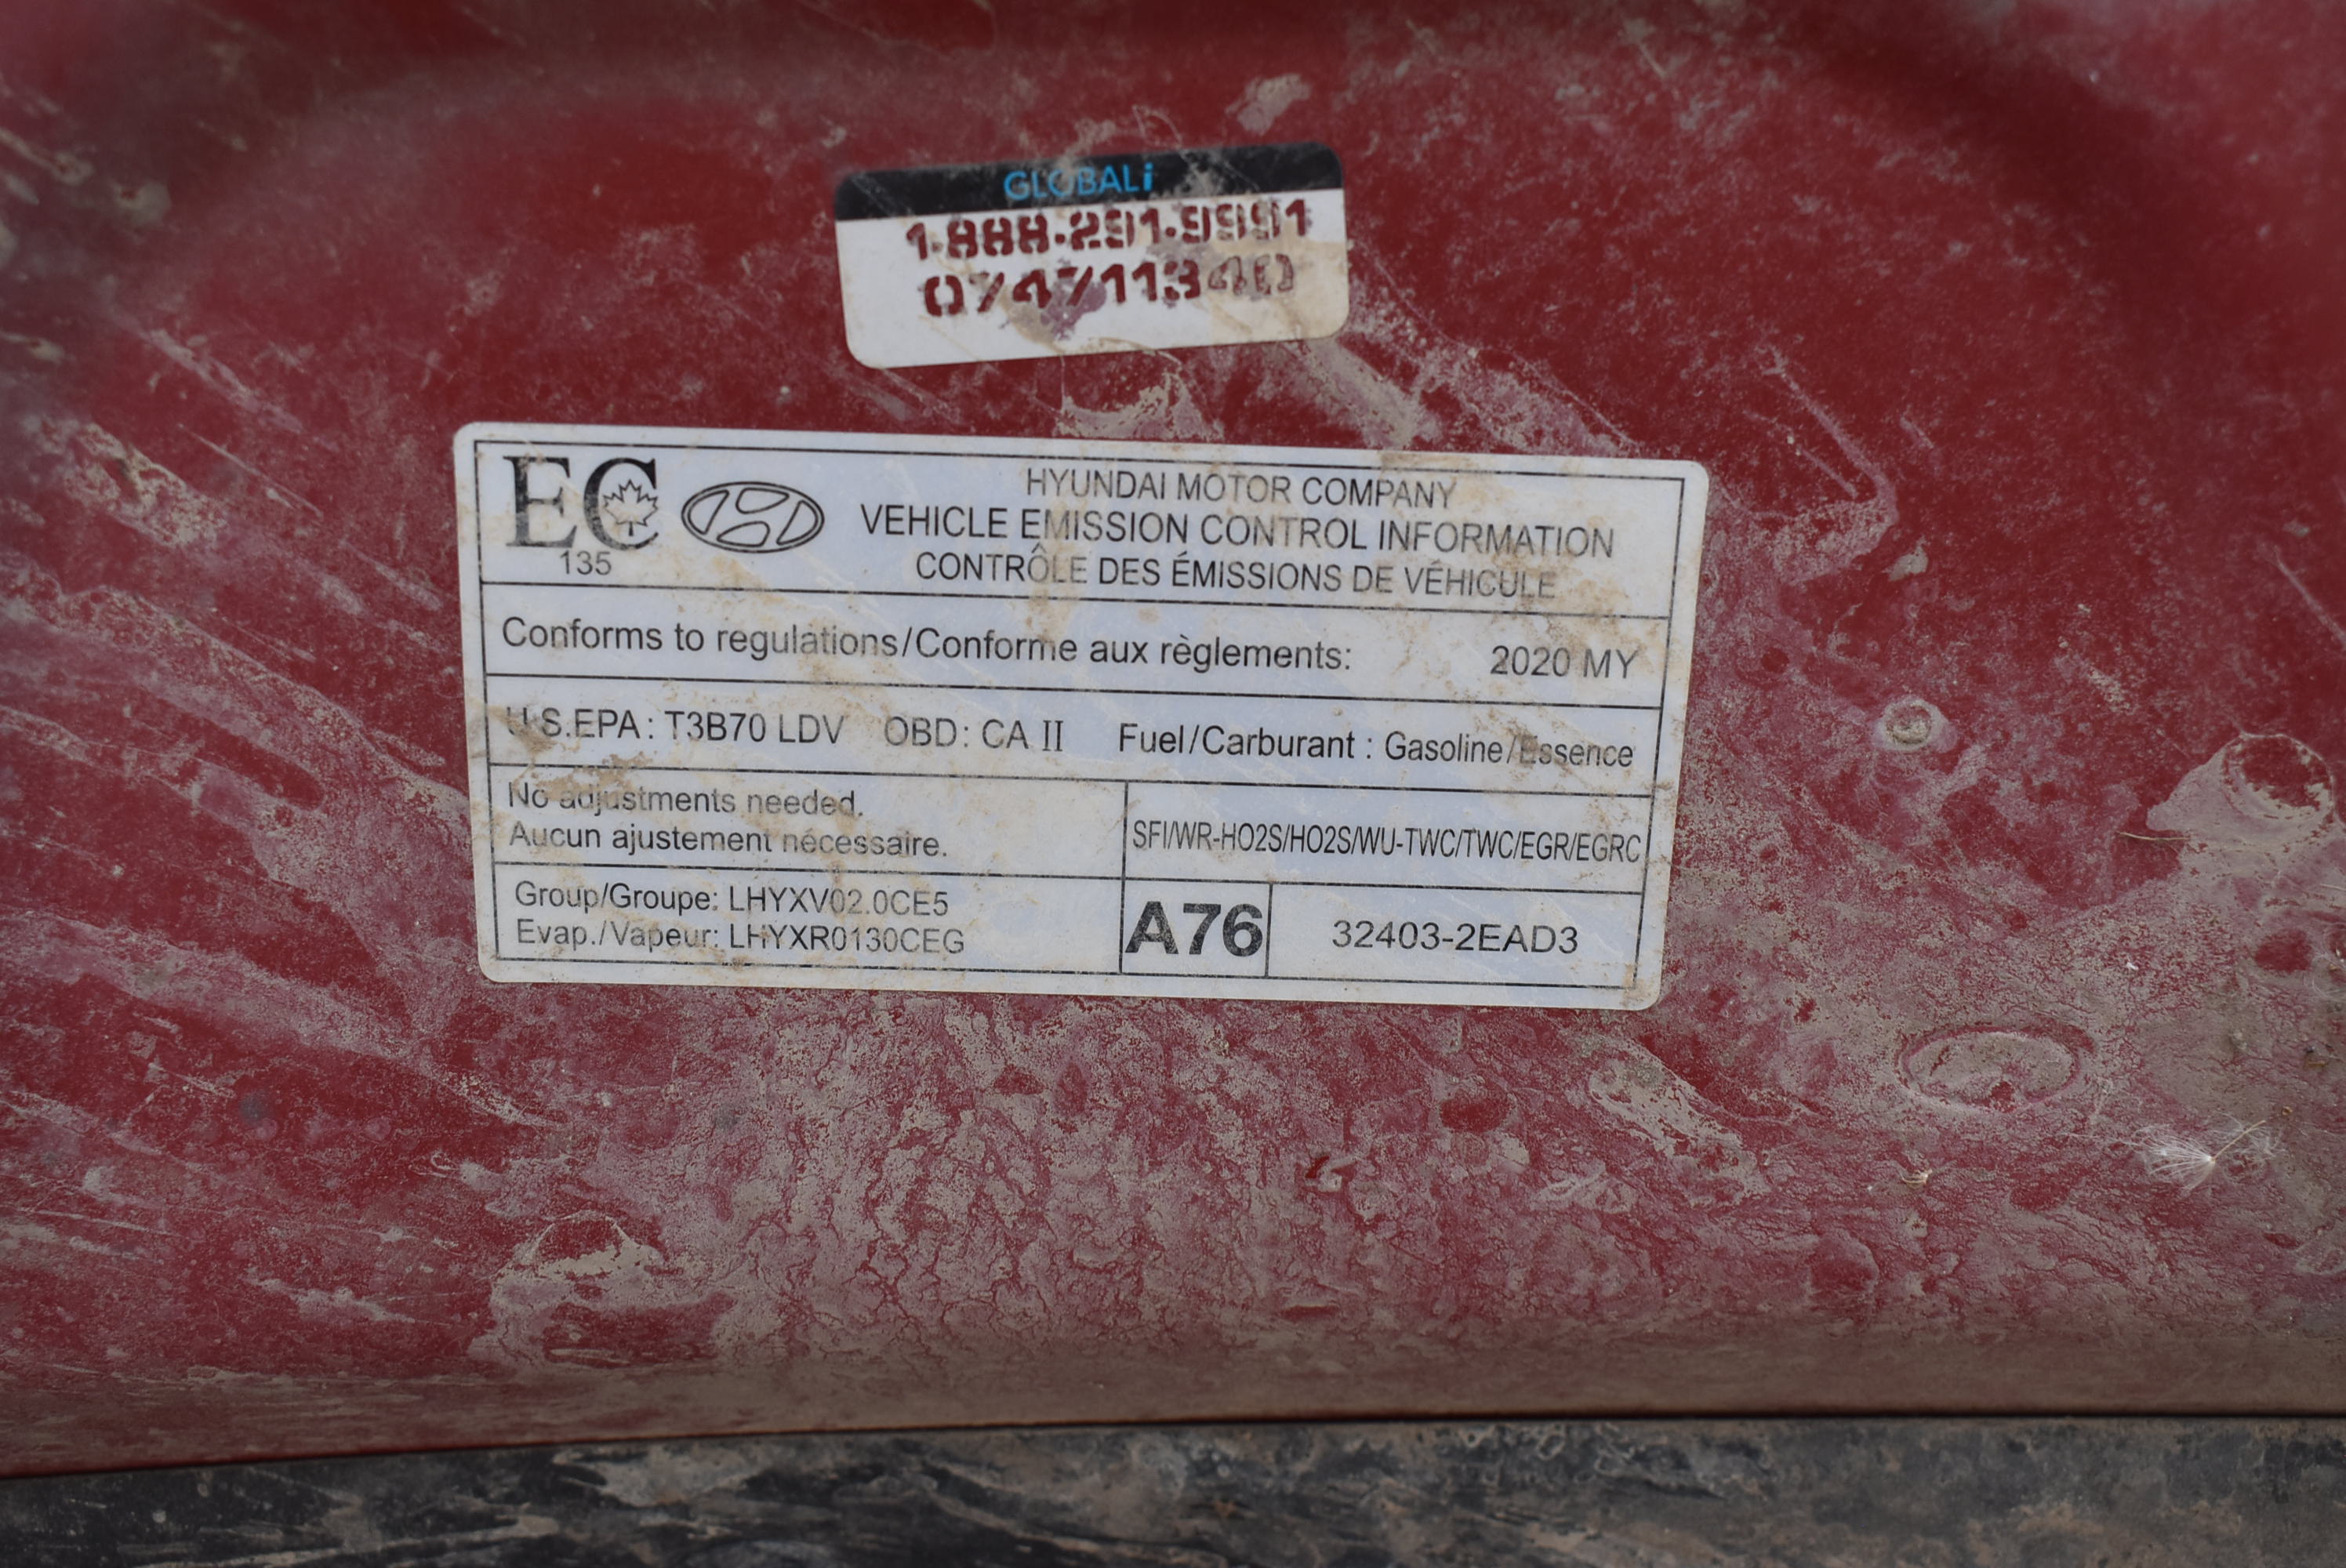 GLOBALi
1-888-291-9991
074711340
EC
135
HYUNDAI MOTOR COMPANY
VEHICLE EMISSION CONTROL INFORMATION
CONTRÔLE DES ÉMISSIONS DE VÉHICULE
Conforms to regulations/Conforme aux règlements: 2020 MY
U.S.EPA: T3B70 LDV OBD: CA II Fuel/Carburant : Gasoline/Essence
No adjustments needed.
Aucun ajustement nécessaire.
SFI/WR-HO2S/HO2S/WU-TWC/TWC/EGR/EGRC
Group/Groupe: LHYXV02.0CE5
Evap./Vapeur: LHYXR0130CEG
A76
32403-2EAD3